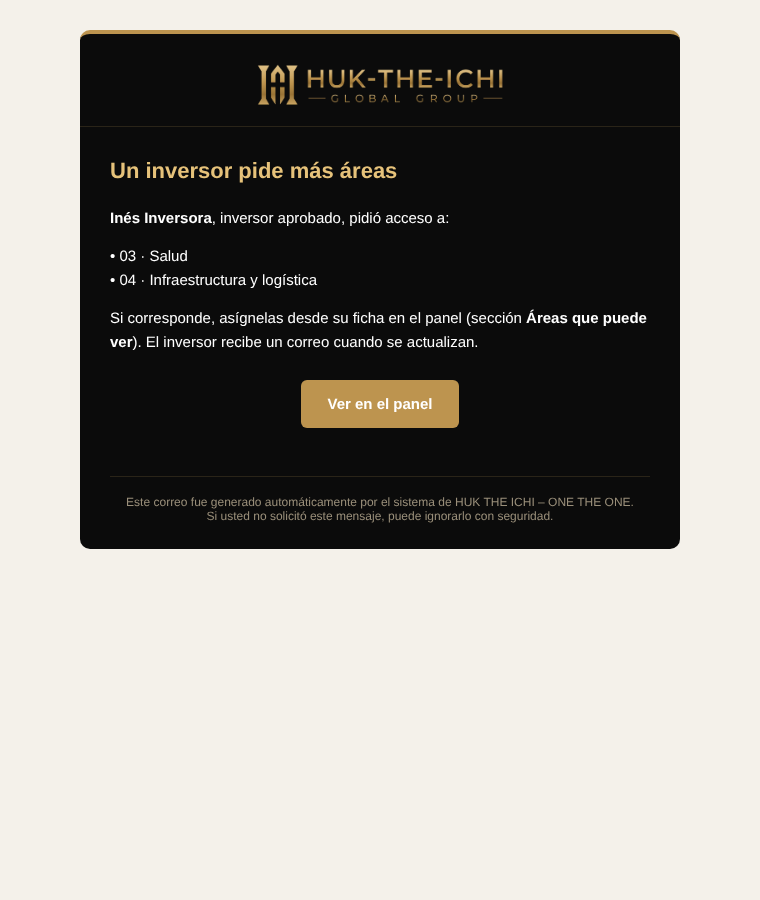 HUK-THE-ICHI
GLOBAL GROUP
Un inversor pide más áreas
Inés Inversora, inversor aprobado, pidió acceso a:
• 03 · Salud
• 04 · Infraestructura y logística
Si corresponde, asígnelas desde su ficha en el panel (sección Áreas que puede
ver). El inversor recibe un correo cuando se actualizan.
Ver en el panel
Este correo fue generado automáticamente por el sistema de HUK THE ICHI – ONE THE ONE.
Si usted no solicitó este mensaje, puede ignorarlo con seguridad.